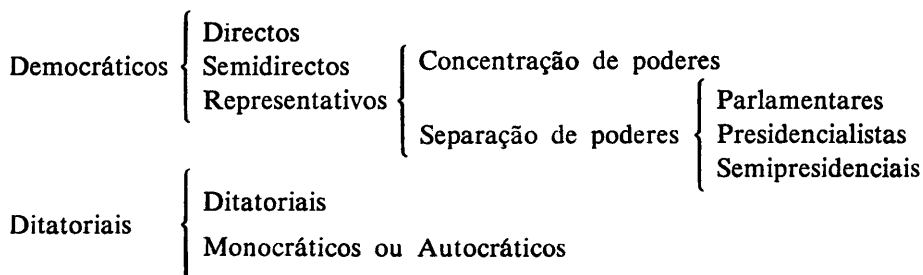 Directos
Democráticos Semidirectos Concentração de poderes
Representativos Parlamentares
Separação de poderes Presidencialistas
Semipresidenciais
Ditatoriais
Ditatoriais
Monocráticos ou Autocráticos